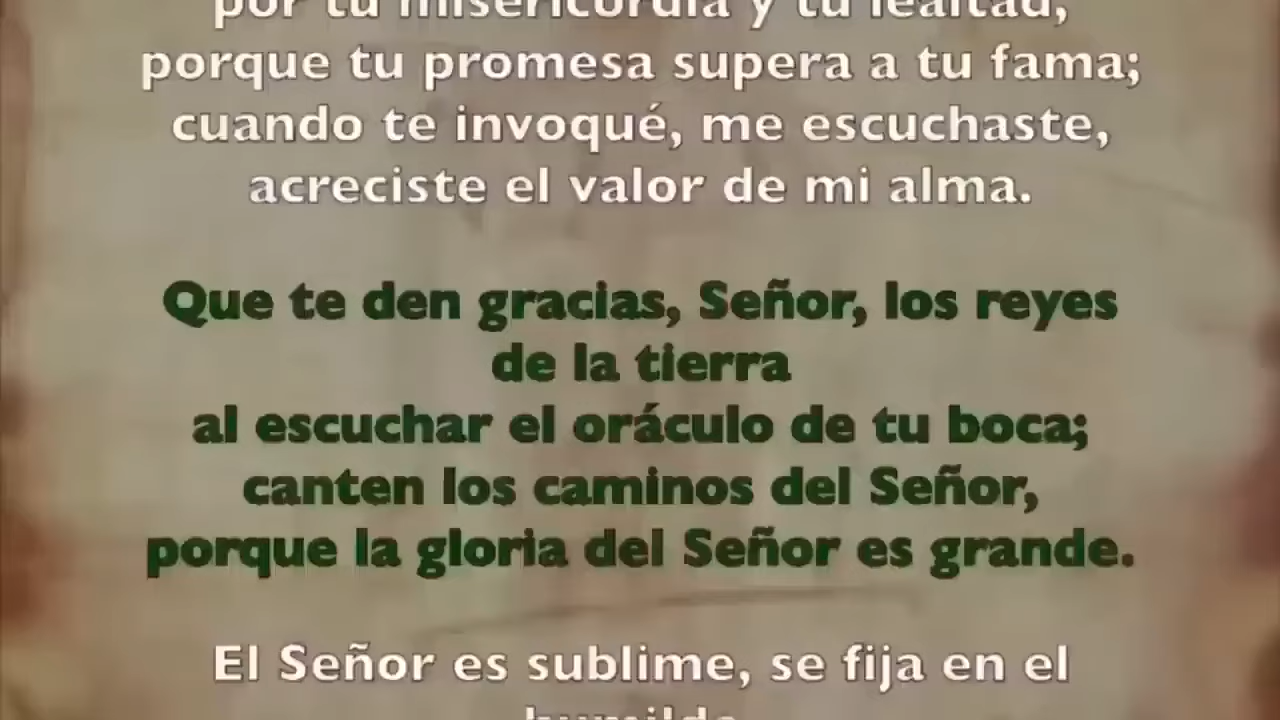 por tu misericordia y tu lealtad,
porque tu promesa supera a tu fama;
cuando te invoqué, me escuchaste,
acreciste el valor de mi alma.
Que te den gracias, Señor, los reyes
de la tierra
al escuchar el oráculo de tu boca;
canten los caminos del Señor,
porque la gloria del Señor es grande.
El Señor es sublime, se fija en el
humilde